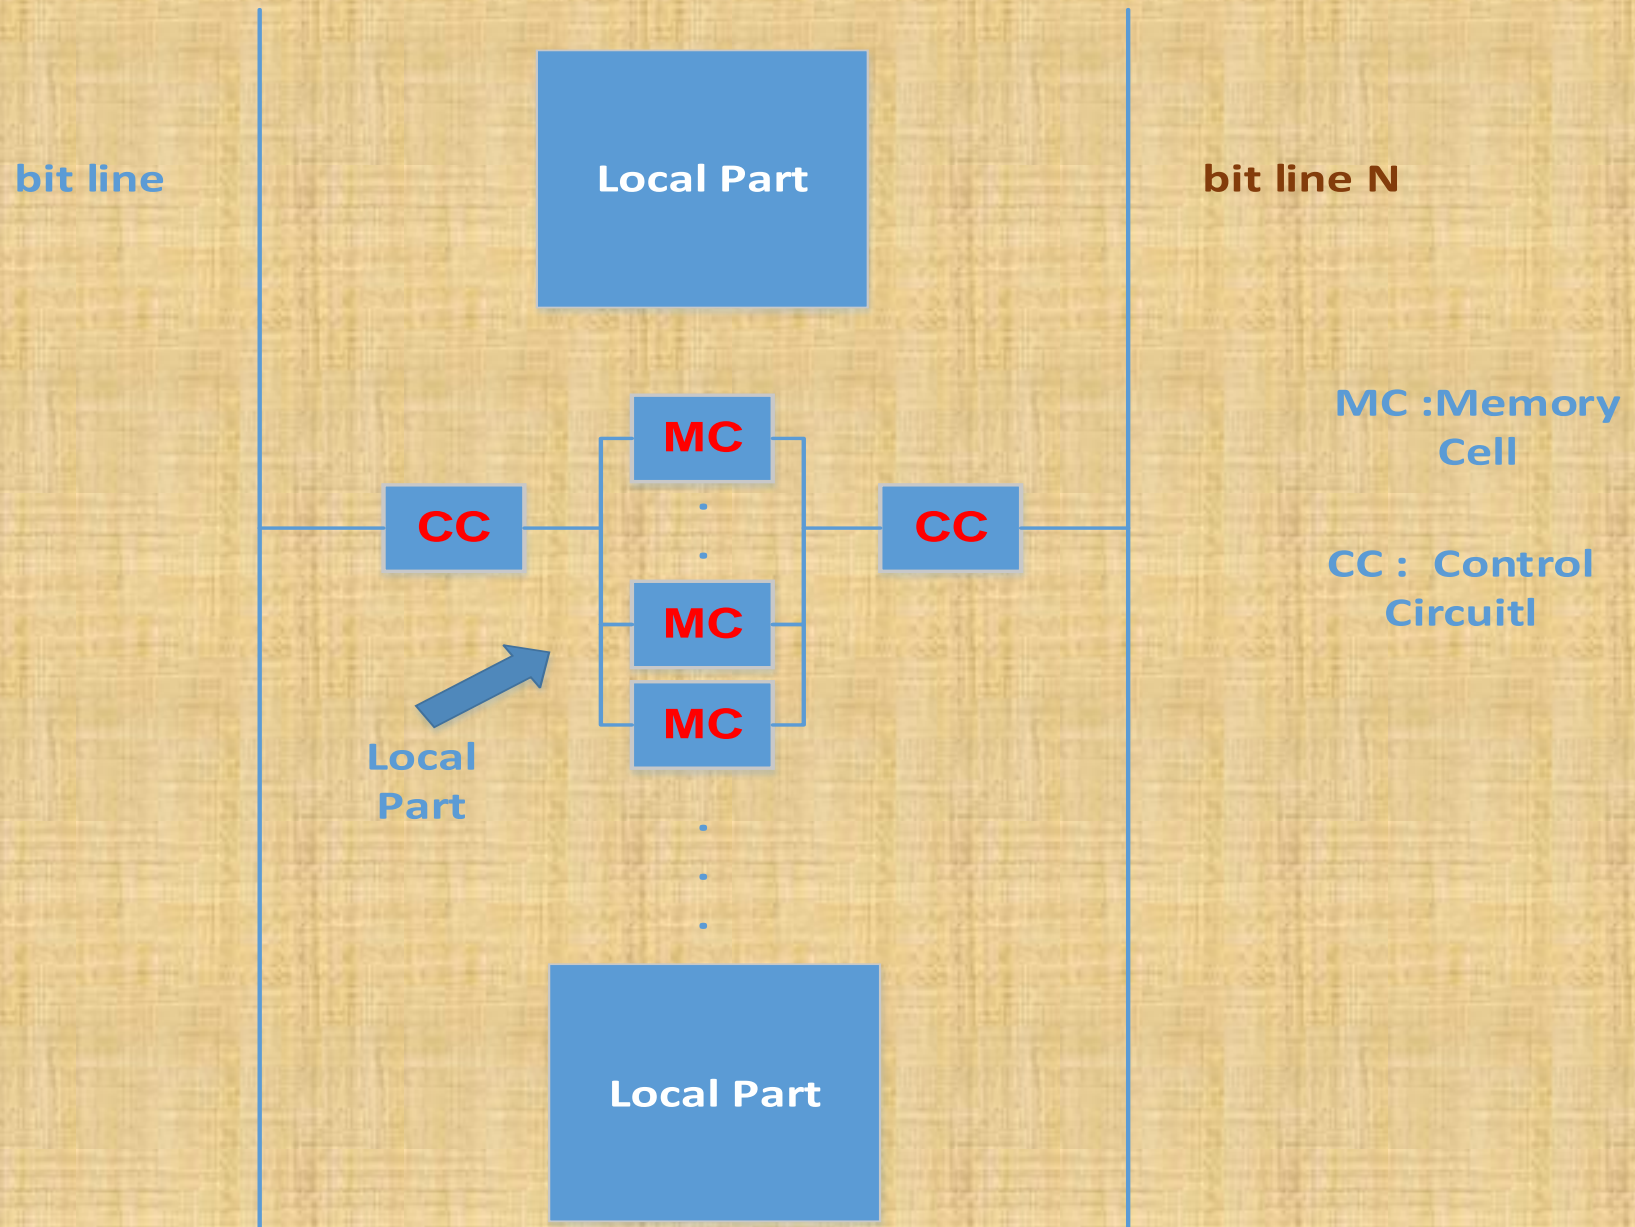 Local Part
bit line
bit line N
MC
MC :Memory
Cell
CC
CC
CC :  Control
Circuitl
MC
MC
Local
Part
Local Part